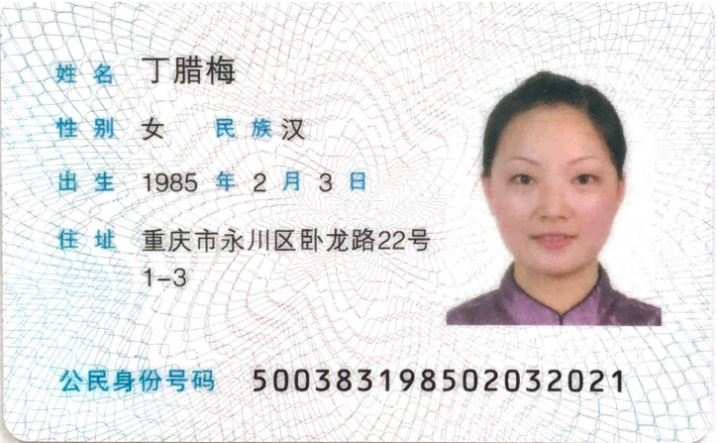 姓名 丁腊梅
性别 女 民族 汉
出生 1985 年 2 月 3 日
住址 重庆市永川区卧龙路22号
1-3
公民身份号码 500383198502032021